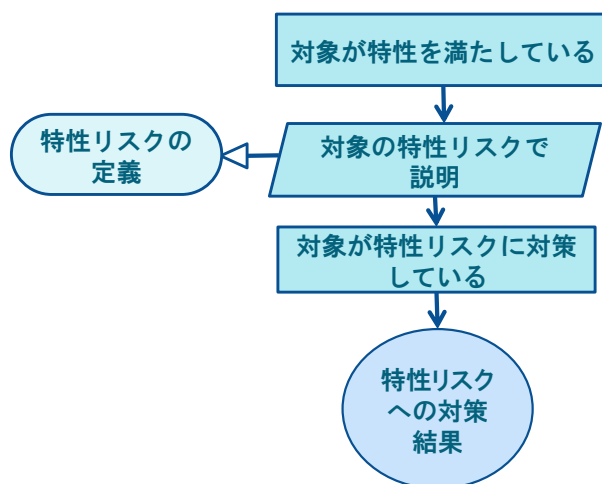 対象が特性を満たしている
特性リスクの
定義
対象の特性リスクで
説明
対象が特性リスクに対策
している
特性リスク
への対策
結果